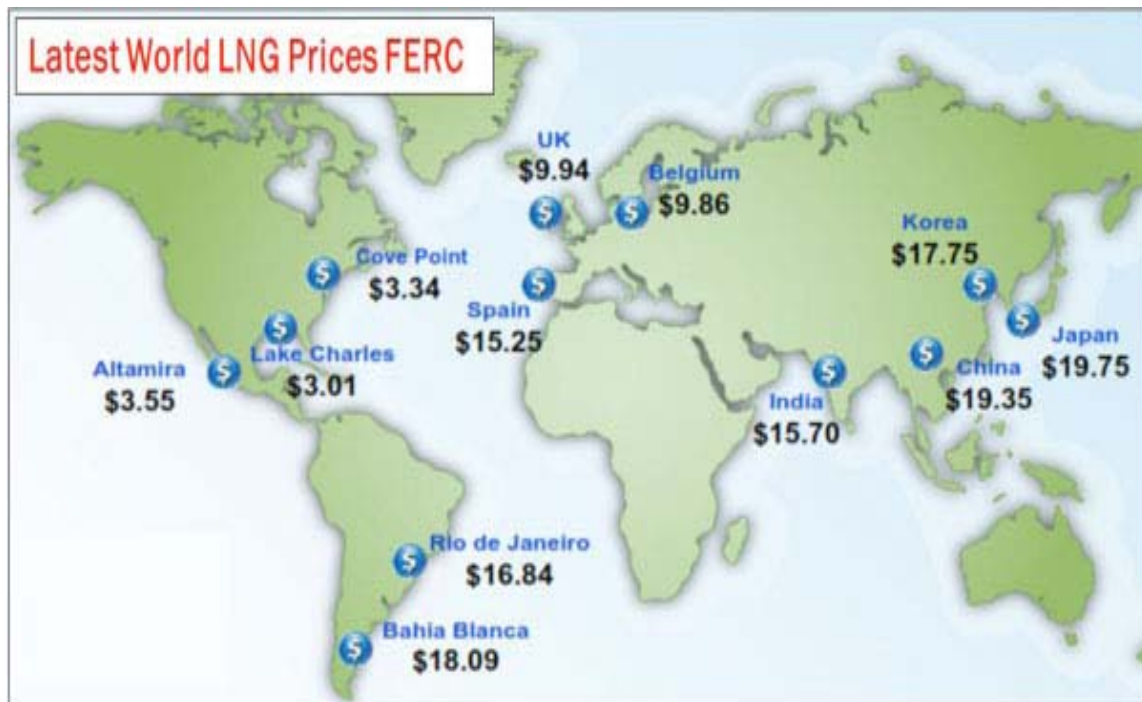 Latest World LNG Prices FERC
UK
$9.94
Belgium
$9.86
Korea
$17.75
Cove Point
$3.34
Spain
$15.25
Japan
$19.75
Altamira
$3.55
Lake Charles
$3.01
China
$19.35
India
$15.70
Rio de Janeiro
$16.84
Bahia Blanca
$18.09